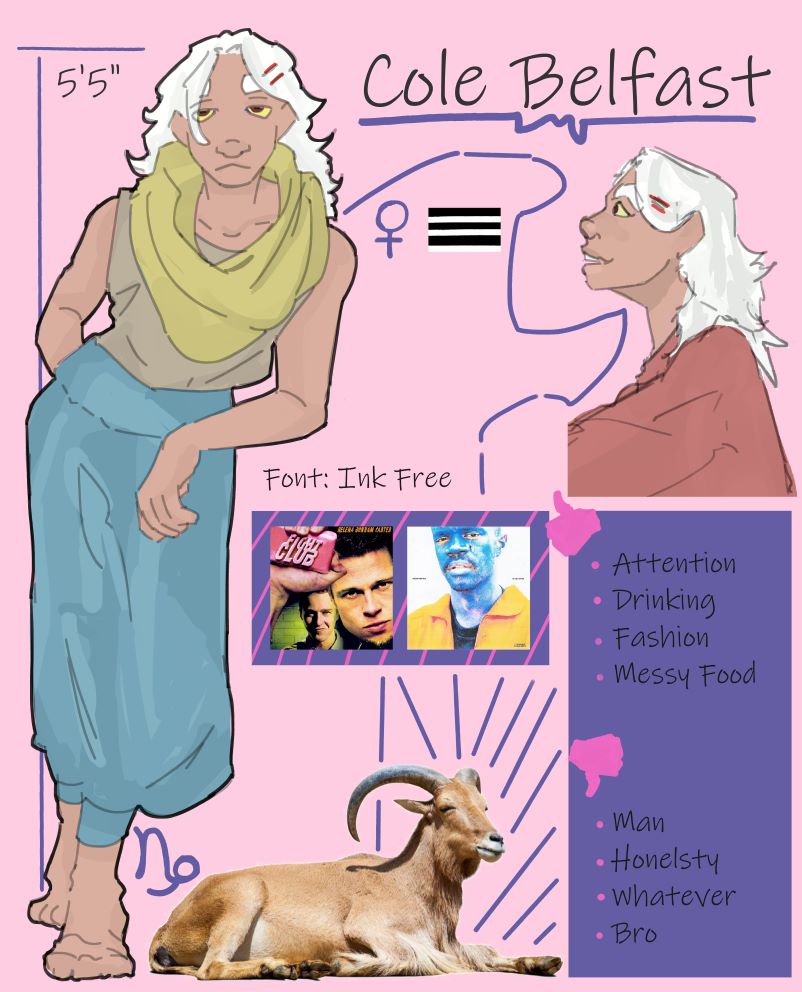 5'5"
Cole Belfast
Font: Ink Free
HELENA BONHAM CARTER
FIGHT
CLUB
Attention
Drinking
Fashion
Messy Food
Man
Honelsty
Whatever
Bro